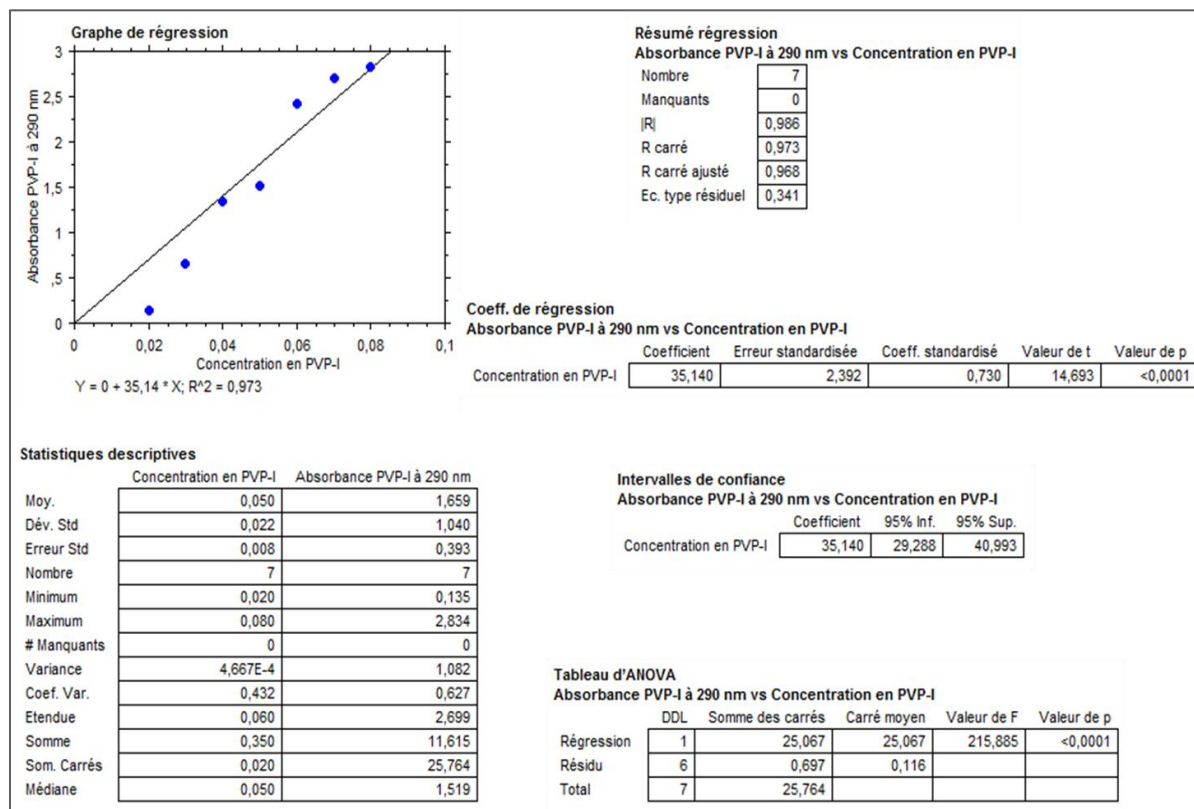 Graphe de régression
3
2,5
2
1,5
1
,5
0
Absorbance PVP-I à 290 nm
0 0,02 0,04 0,06 0,08 0,1
Concentration en PVP-I
Y = 0 + 35,14 * X; R^2 = 0,973
Résumé régression
Absorbance PVP-I à 290 nm vs Concentration en PVP-I
Nombre 7
Manquants 0
|R| 0,986
R carré 0,973
R carré ajusté 0,968
Ec. type résiduel 0,341
Coeff. de régression
Absorbance PVP-I à 290 nm vs Concentration en PVP-I
Coefficient Erreur standardisée Coeff. standardisé Valeur de t Valeur de p
Concentration en PVP-I 35,140 2,392 0,730 14,693 <0,0001
Statistiques descriptives
Concentration en PVP-I Absorbance PVP-I à 290 nm
Moy. 0,050 1,659
Dév. Std 0,022 1,040
Erreur Std 0,008 0,393
Nombre 7 7
Minimum 0,020 0,135
Maximum 0,080 2,834
# Manquants 0 0
Variance 4,667E-4 1,082
Coef. Var. 0,432 0,627
Etendue 0,060 2,699
Somme 0,350 11,615
Som. Carrés 0,020 25,764
Médiane 0,050 1,519
Intervalles de confiance
Absorbance PVP-I à 290 nm vs Concentration en PVP-I
Coefficient 95% Inf. 95% Sup.
Concentration en PVP-I 35,140 29,288 40,993
Tableau d'ANOVA
Absorbance PVP-I à 290 nm vs Concentration en PVP-I
DDL Somme des carrés Carré moyen Valeur de F Valeur de p
Régression 1 25,067 25,067 215,885 <0,0001
Résidu 6 0,697 0,116
Total 7 25,764